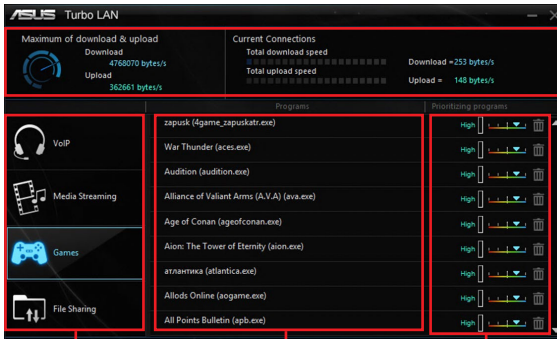 ASUS Turbo LAN
Maximum of download & upload
Download
4768070 bytes/s
Upload
362661 bytes/s
Current Connections
Total download speed
Download =253 bytes/s
Total upload speed
Upload = 148 bytes/s
Programs
Prioritizing programs
VoIP
Media Streaming
Games
File Sharing
zapusk (4game_zapuskatr.exe)
High
War Thunder (aces.exe)
High
Audition (audition.exe)
High
Alliance of Valiant Arms (A.V.A) (ava.exe)
High
Age of Conan (ageofconan.exe)
High
Aion: The Tower of Eternity (aion.exe)
High
атлантика (atlantica.exe)
High
Allods Online (aogame.exe)
High
All Points Bulletin (apb.exe)
High